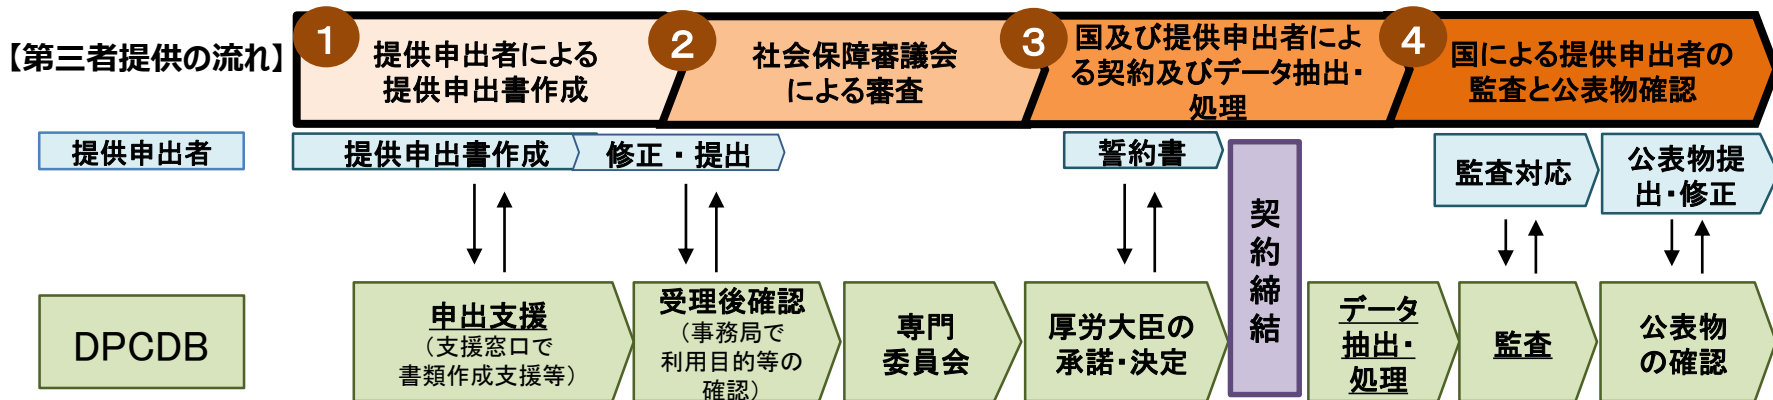 【第三者提供の流れ】
1
提供申出者による
提供申出書作成
2
社会保障審議会
による審査
3
国及び提供申出者によ
る契約及びデータ抽出・
処理
4
国による提供申出者の
監査と公表物確認
提供申出者
提供申出書作成
修正・提出
誓約書
契約締結
監査対応
公表物提
出・修正
DPCDB
申出支援
（支援窓口で
書類作成支援等）
受理後確認
（事務局で
利用目的等の
確認）
専門
委員会
厚労大臣の
承諾・決定
データ
抽出・
処理
監査
公表物
の確認